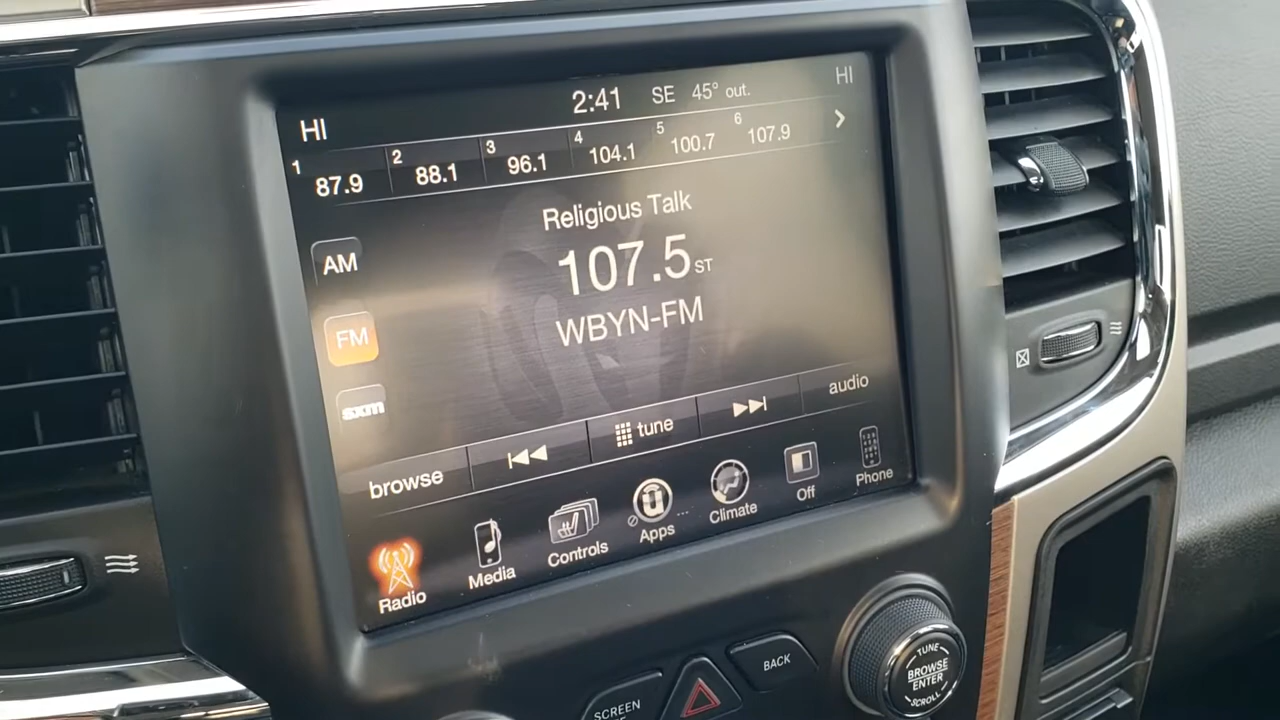 HI 2:41 SE 45° out. HI
1 87.9 2 88.1 3 96.1 4 104.1 5 100.7 6 107.9
Religious Talk
AM
107.5 ST
FM
WBYN-FM
sxm
browse tune audio
Radio Media Controls Apps Climate Off Phone
SCREEN
BACK
TUNE
BROWSE
ENTER
SCROLL